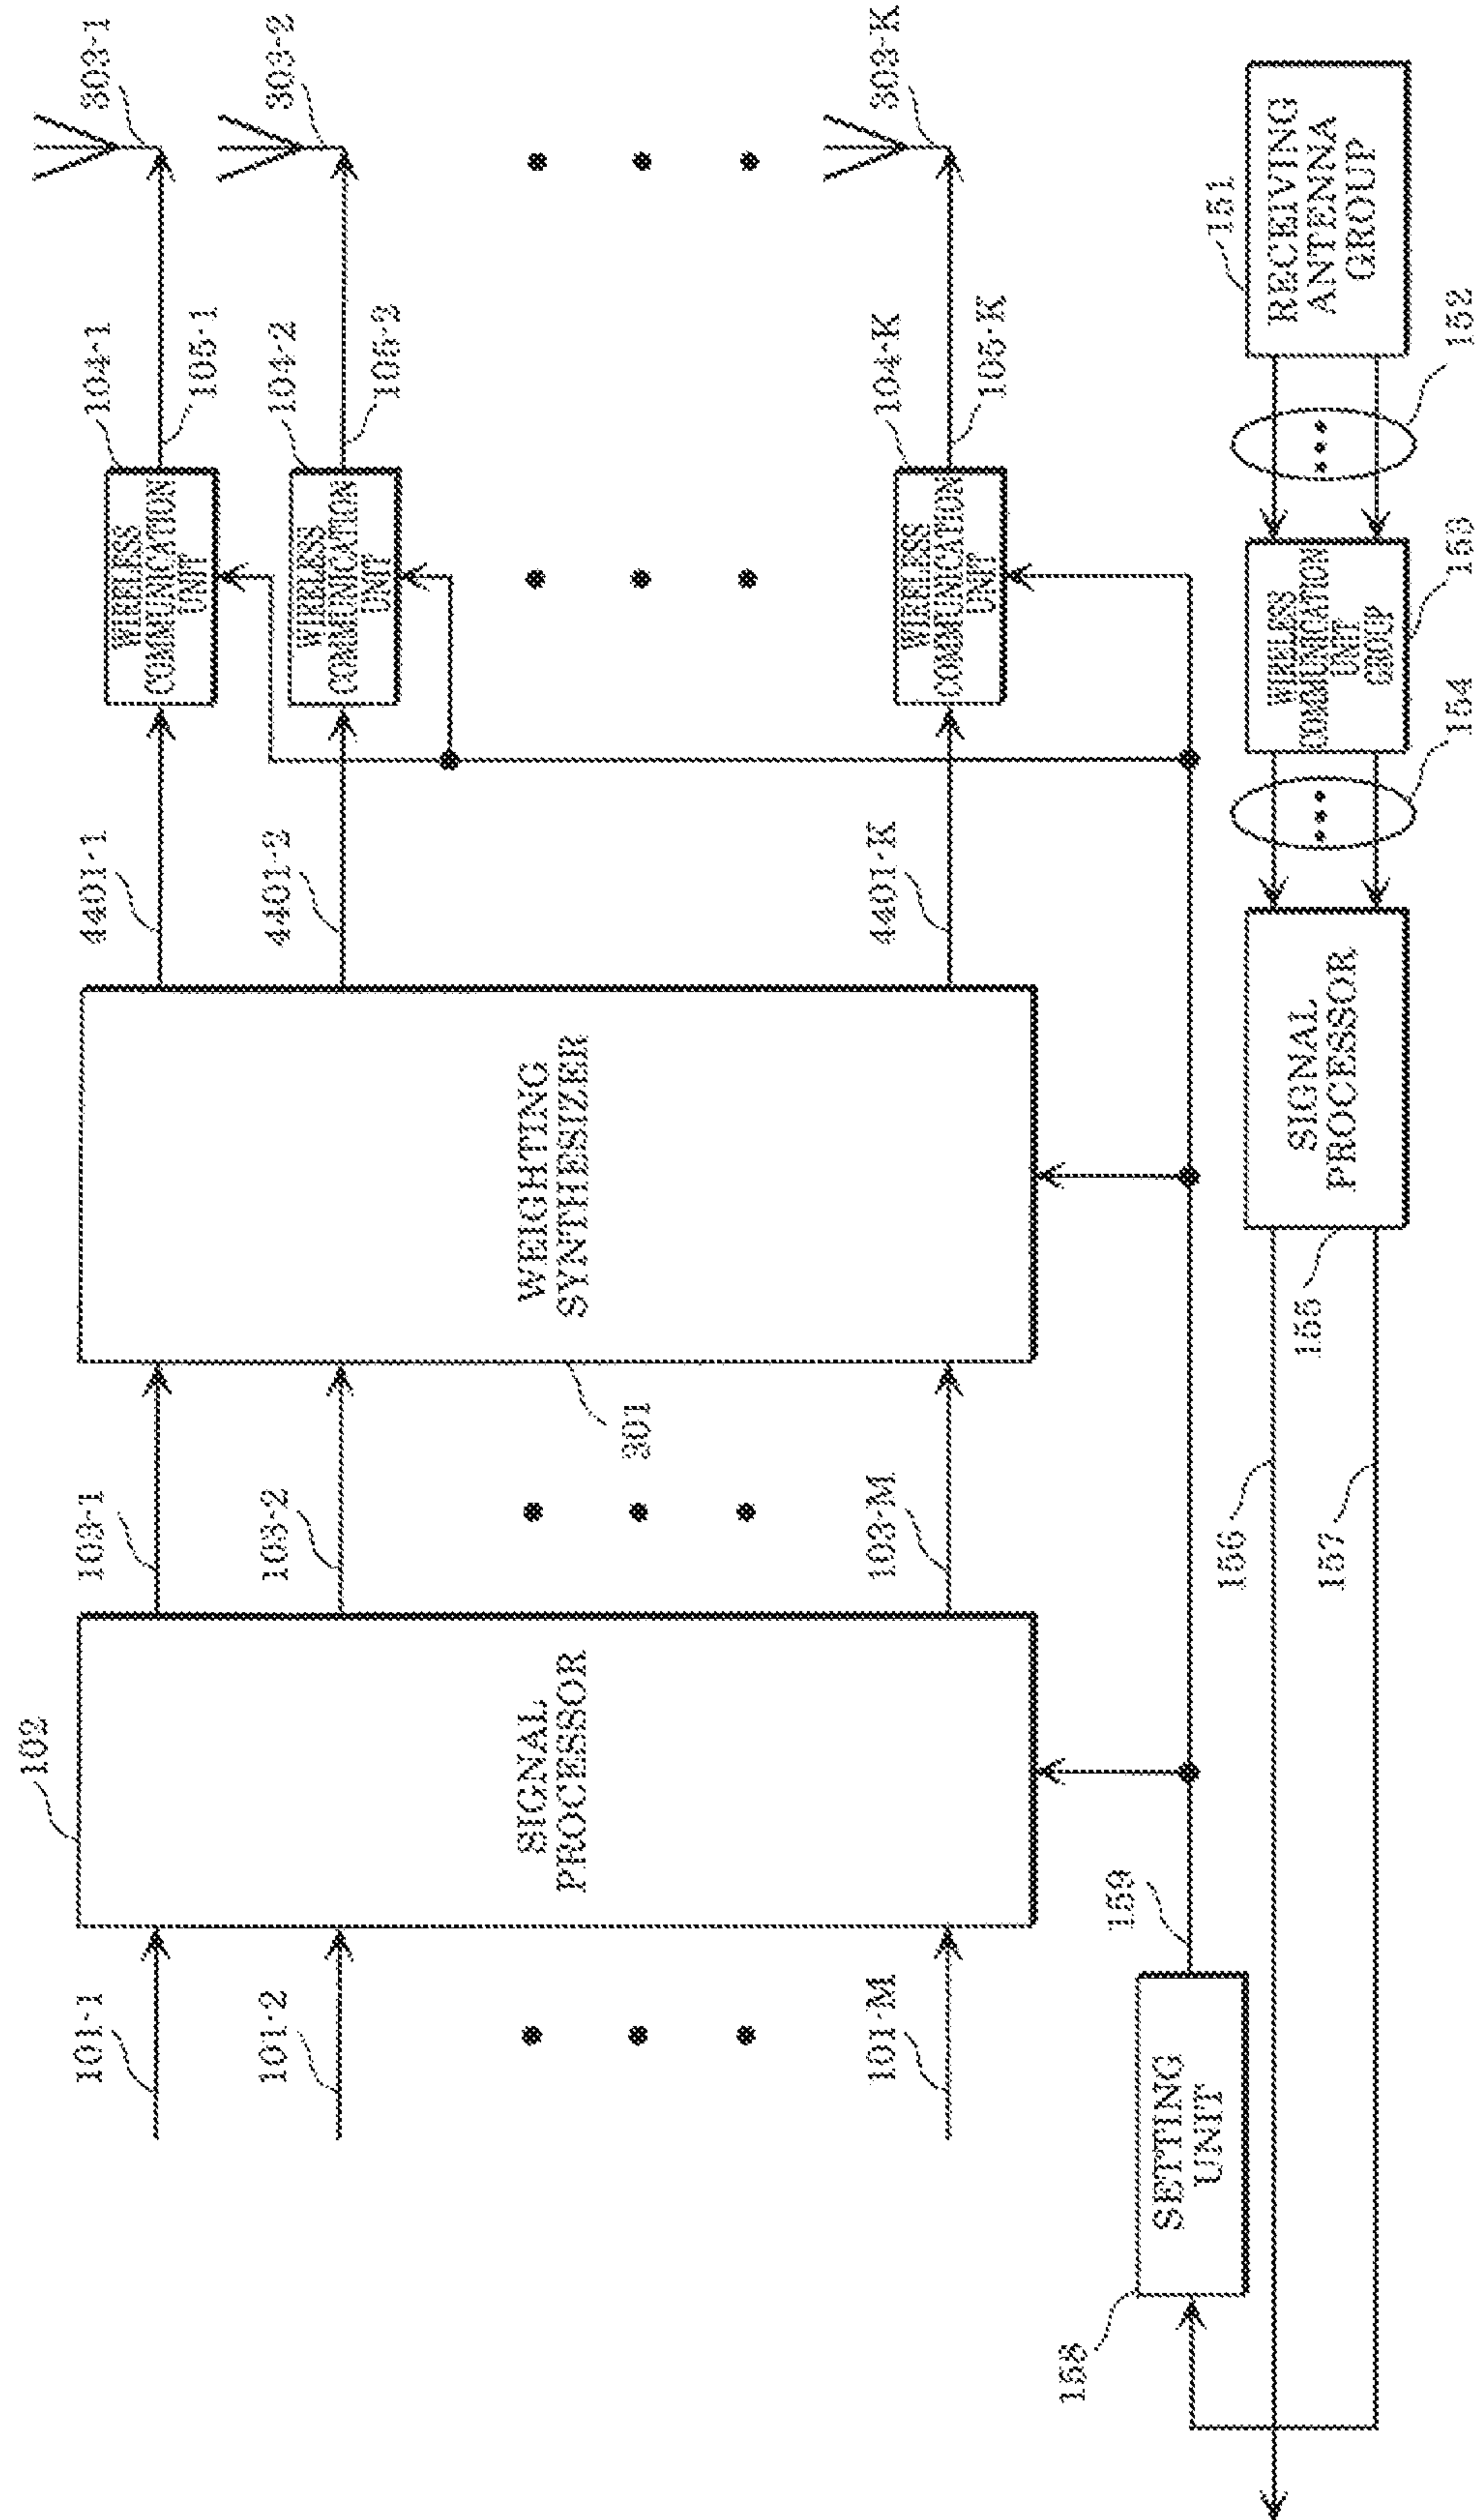 101-1
101-2
101-M
102
SIGNAL
PROCESSOR
103-1
103-2
103-M
WEIGHTING
SYNTHESIZER
301
4401-1
4401-2
4401-K
104-1
WIRELESS
COMMUNICATION
UNIT
105-1
303-1
104-2
WIRELESS
COMMUNICATION
UNIT
105-2
303-2
104-K
WIRELESS
COMMUNICATION
UNIT
105-K
303-K
158
SETTING
UNIT
159
156
157
155
SIGNAL
PROCESSOR
154
WIRELESS
COMMUNICATION
UNIT
GROUP
153
152
151
RECEIVING
ANTENNA
GROUP